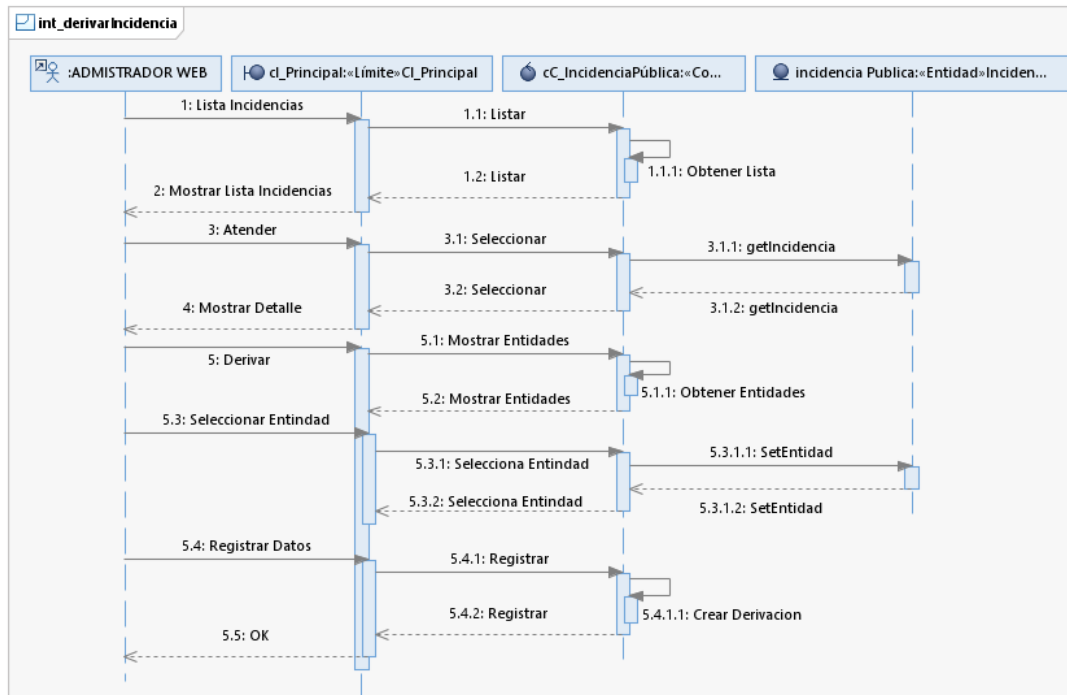 int_derivarIncidencia
:ADMISTRADOR WEB
cI_Principal:«Límite»CI_Principal
cC_IncidenciaPública:«Co...
incidencia Publica:«Entidad»Inciden...
1: Lista Incidencias
1.1: Listar
1.1.1: Obtener Lista
1.2: Listar
2: Mostrar Lista Incidencias
3: Atender
3.1: Seleccionar
3.1.1: getIncidencia
3.2: Seleccionar
3.1.2: getIncidencia
4: Mostrar Detalle
5: Derivar
5.1: Mostrar Entidades
5.1.1: Obtener Entidades
5.2: Mostrar Entidades
5.3: Seleccionar Entindad
5.3.1: Selecciona Entindad
5.3.1.1: SetEntidad
5.3.2: Selecciona Entindad
5.3.1.2: SetEntidad
5.4: Registrar Datos
5.4.1: Registrar
5.4.1.1: Crear Derivacion
5.4.2: Registrar
5.5: OK